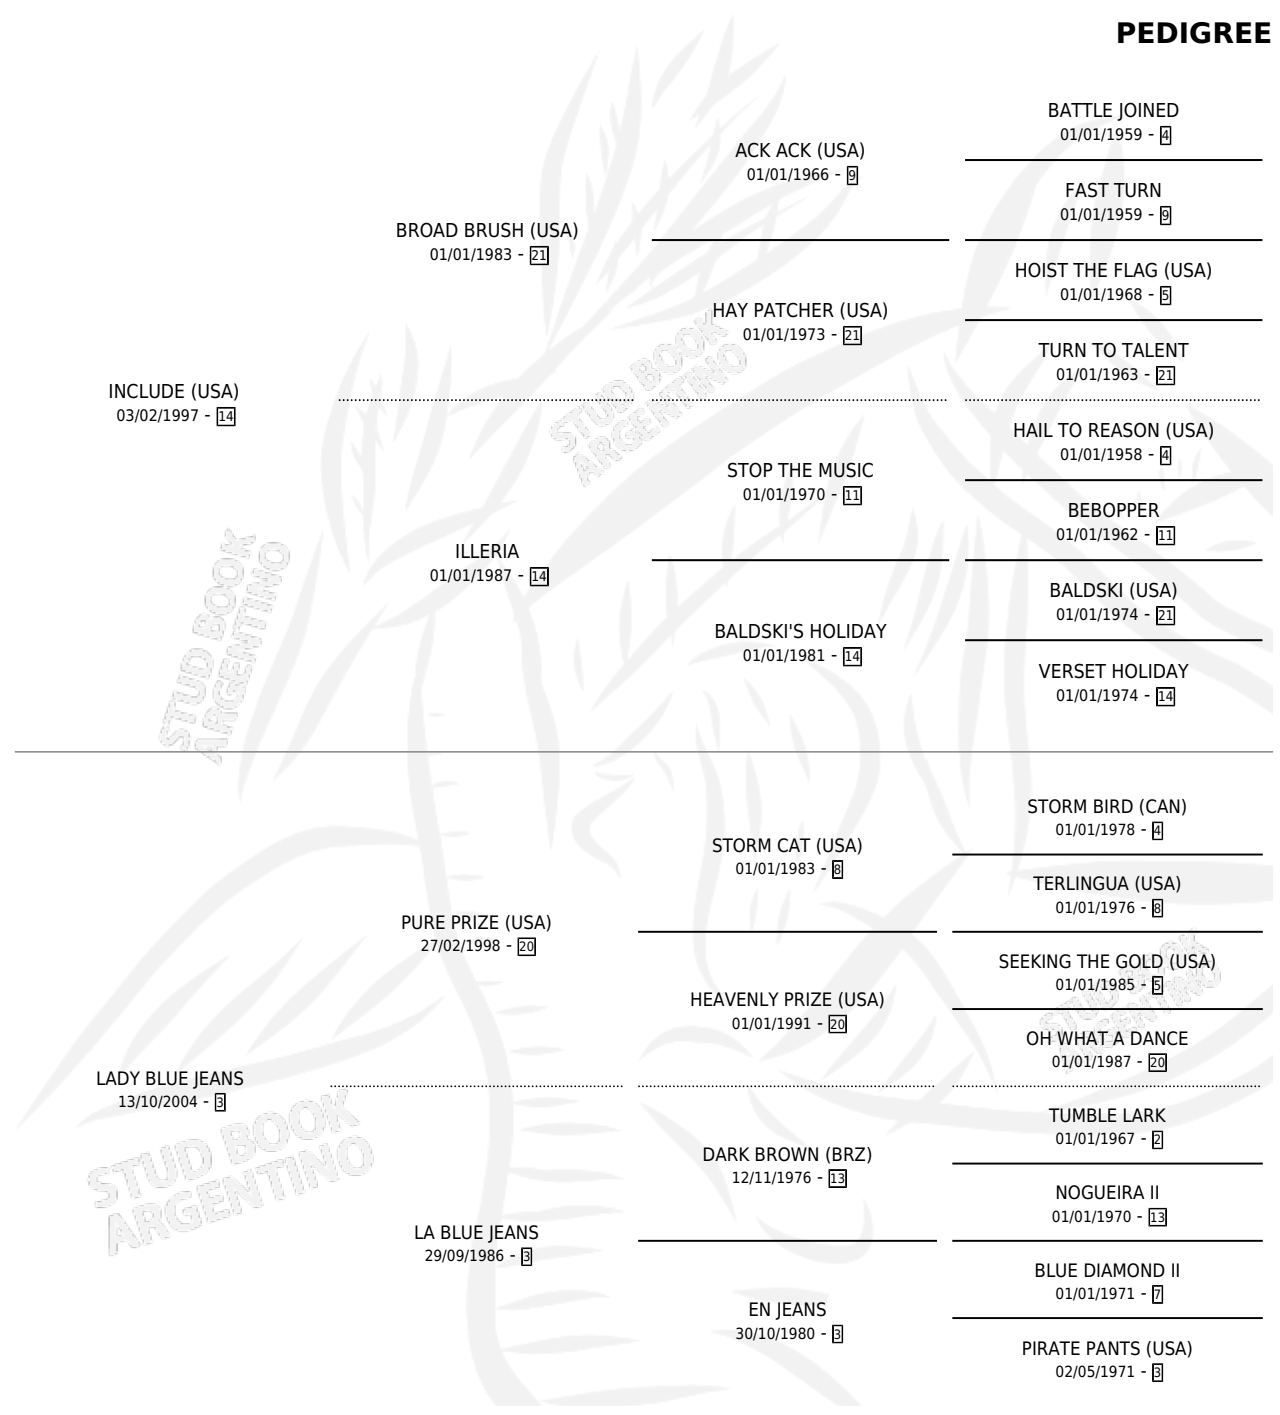 PEDIGREE
BATTLE JOINED
01/01/1959 - 4
ACK ACK (USA)
01/01/1966 - 9
FAST TURN
01/01/1959 - 9
BROAD BRUSH (USA)
01/01/1983 - 21
HOIST THE FLAG (USA)
01/01/1968 - 5
HAY PATCHER (USA)
01/01/1973 - 21
TURN TO TALENT
01/01/1963 - 21
INCLUDE (USA)
03/02/1997 - 14
HAIL TO REASON (USA)
01/01/1958 - 4
STOP THE MUSIC
01/01/1970 - 11
BEBOPPER
01/01/1962 - 11
ILLERIA
01/01/1987 - 14
BALDSKI (USA)
01/01/1974 - 21
BALDSKI'S HOLIDAY
01/01/1981 - 14
VERSET HOLIDAY
01/01/1974 - 14
STORM BIRD (CAN)
01/01/1978 - 4
STORM CAT (USA)
01/01/1983 - 8
TERLINGUA (USA)
01/01/1976 - 8
PURE PRIZE (USA)
27/02/1998 - 20
SEEKING THE GOLD (USA)
01/01/1985 - 5
HEAVENLY PRIZE (USA)
01/01/1991 - 20
OH WHAT A DANCE
01/01/1987 - 20
LADY BLUE JEANS
13/10/2004 - 3
TUMBLE LARK
01/01/1967 - 2
DARK BROWN (BRZ)
12/11/1976 - 13
NOGUEIRA II
01/01/1970 - 13
LA BLUE JEANS
29/09/1986 - 3
BLUE DIAMOND II
01/01/1971 - 7
EN JEANS
30/10/1980 - 3
PIRATE PANTS (USA)
02/05/1971 - 3
STUD BOOK
ARGENTINO
STUD BOOK
ARGENTINO
STUD BOOK
ARGENTINO
STUD BOOK
ARGENTINO